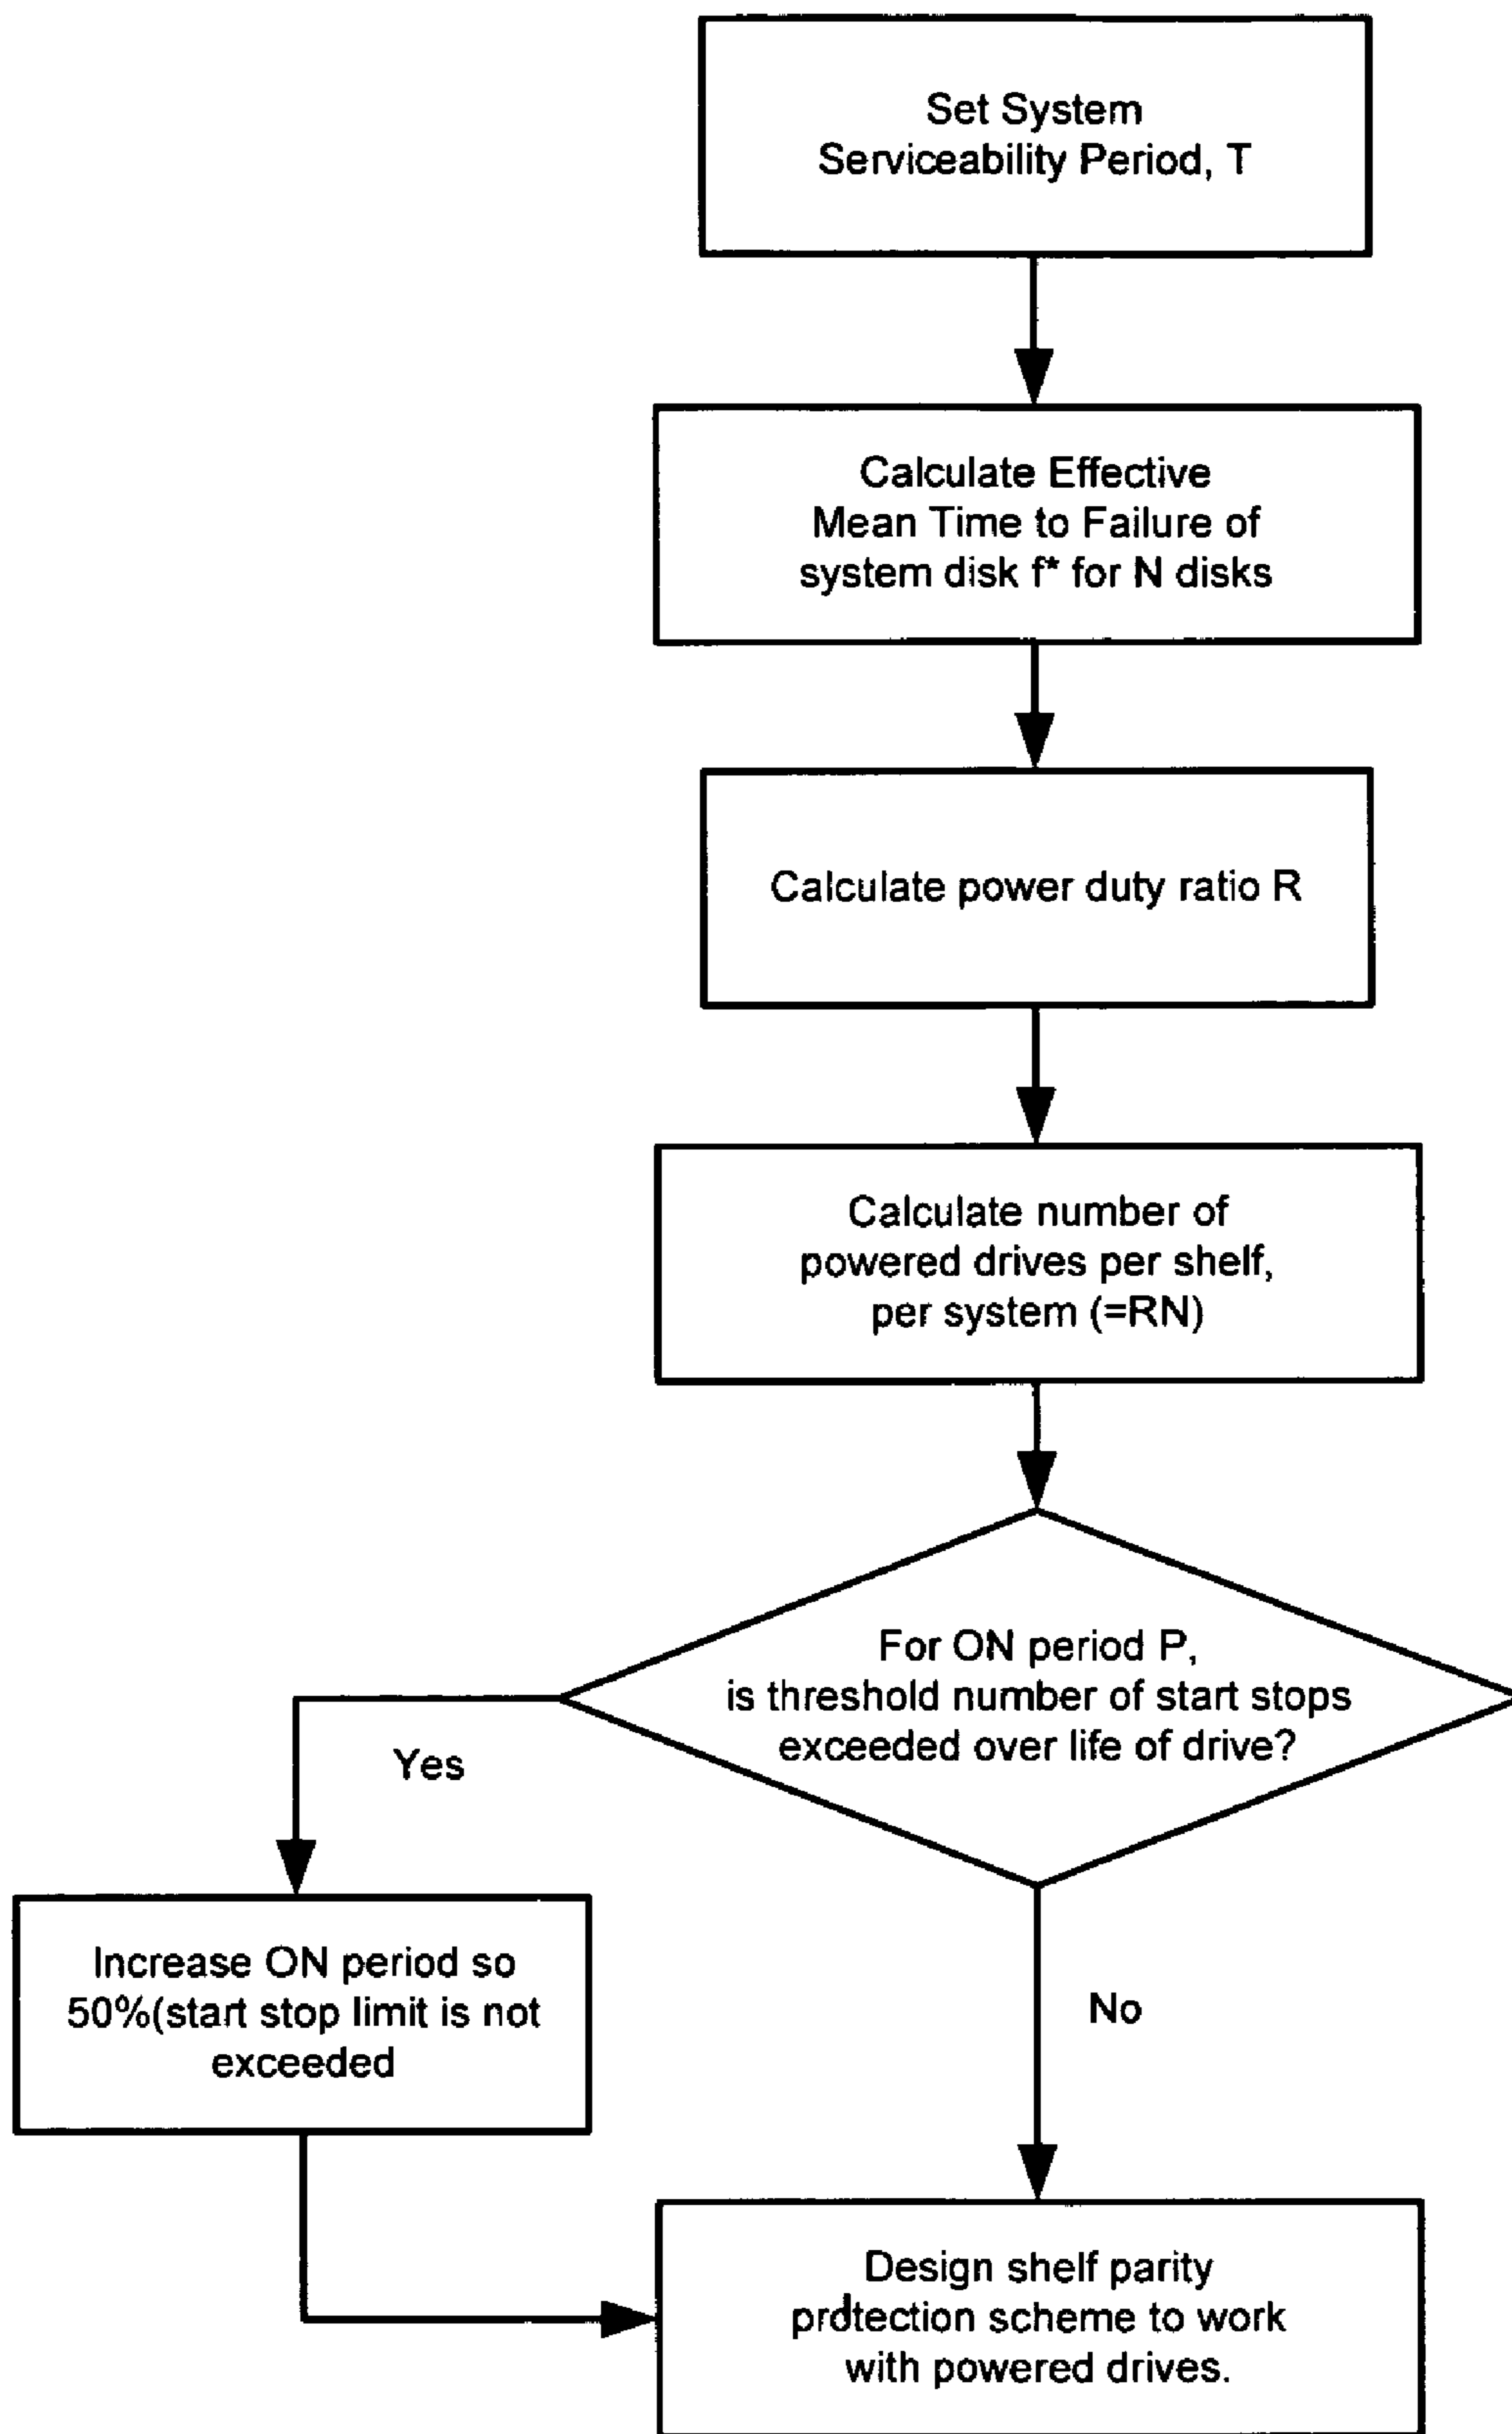 Set System
Serviceability Period, T
Calculate Effective
Mean Time to Failure of
system disk f* for N disks
Calculate power duty ratio R
Calculate number of
powered drives per shelf,
per system (=RN)
For ON period P,
is threshold number of start stops
exceeded over life of drive?
Yes
Increase ON period so
50%(start stop limit is not
exceeded
No
Design shelf parity
protection scheme to work
with powered drives.